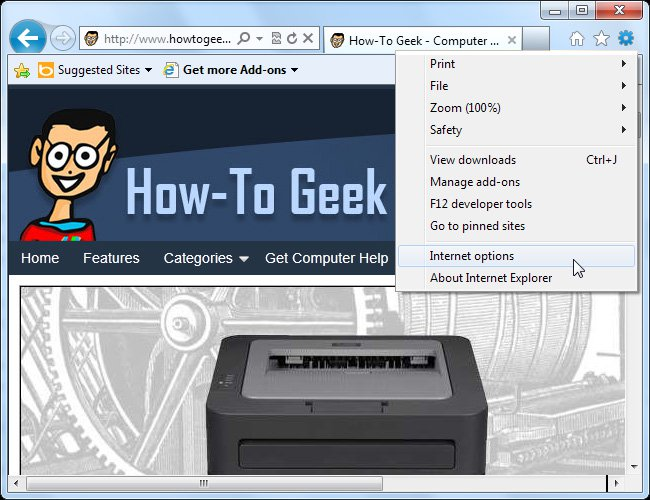 http://www.howtogee...
How-To Geek - Computer ...
Suggested Sites
Get more Add-ons
Print
File
Zoom (100%)
Safety
View downloads Ctrl+J
Manage add-ons
F12 developer tools
Go to pinned sites
Internet options
About Internet Explorer
How-To Geek
Home Features Categories Get Computer Help